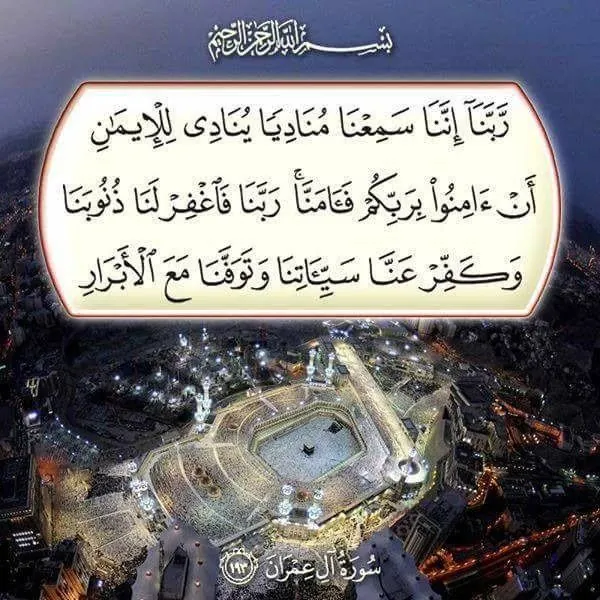 بِسْمِ اللَّهِ الرَّحْمَٰنِ الرَّحِيمِ
رَّبَّنَآ إِنَّنَا سَمِعْنَا مُنَادِيًا يُنَادِى لِلْإِيمَٰنِ
أَنْ ءَامِنُوا۟ بِرَبِّكُمْ فَـَٔامَنَّا ۚ رَبَّنَا فَٱغْفِرْ لَنَا ذُنُوبَنَا
وَكَفِّرْ عَنَّا سَيِّـَٔاتِنَا وَتَوَفَّنَا مَعَ ٱلْأَبْرَارِ
سُورَةُ آلِ عِمْرَانَ ١٩٣